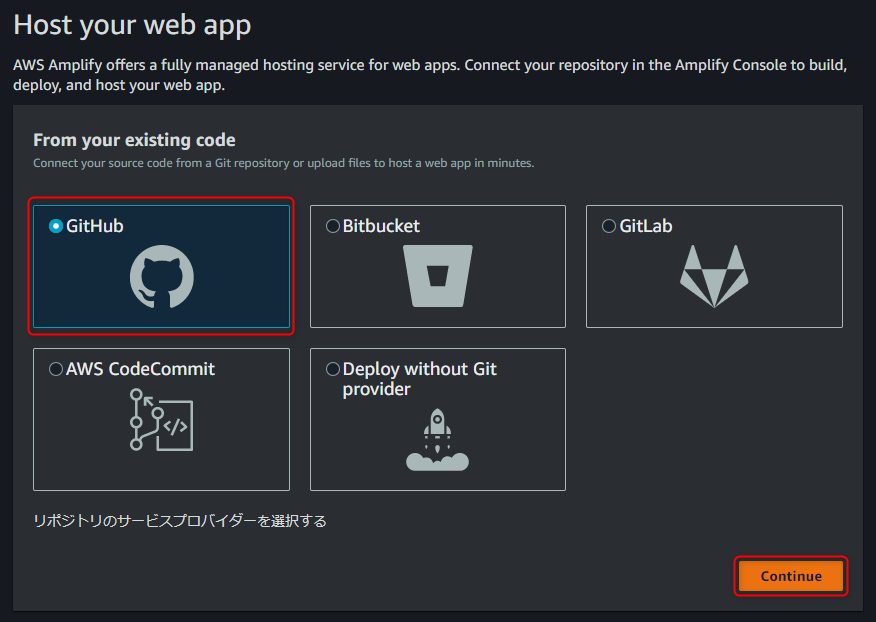 Host your web app
AWS Amplify offers a fully managed hosting service for web apps. Connect your repository in the Amplify Console to build,
deploy, and host your web app.
From your existing code
Connect your source code from a Git repository or upload files to host a web app in minutes.
GitHub
Bitbucket
GitLab
AWS CodeCommit
Deploy without Git
provider
リポジトリのサービスプロバイダーを選択する
Continue